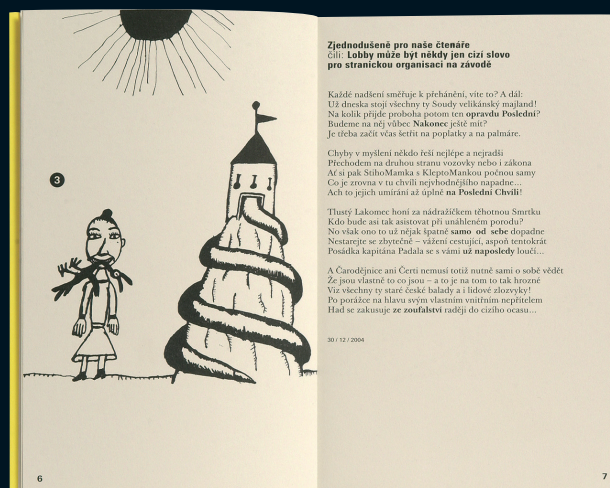 3
6
Zjednodušeně pro naše čtenáře
čili: Lobby může být někdy jen cizí slovo
pro stranickou organisaci na závodě
Každé nadšení směřuje k přehánění, víte to? A dál:
Už dneska stojí všechny ty Soudy velikánský majland!
Na kolik přijde proboha potom ten opravdu Poslední?
Budeme na něj vůbec Nakonec ještě mít?
Je třeba začít včas šetřit na poplatky a na palmáre.
Chyby v myšlení někdo řeší nejlépe a nejradši
Přechodem na druhou stranu vozovky nebo i zákona
Ať si pak StihoMamka s KleptoMankou počnou samy
Co je zrovna v tu chvíli nejvhodnějšího napadne...
Ach to jejich umírání až úplně na Poslední Chvíli!
Tlustý Lakomec honí za nádražíčkem těhotnou Smrtku
Kdo bude asi tak asistovat při unáhleném porodu?
No však ono to už nějak špatně samo od sebe dopadne
Nestarejte se zbytečně – vážení cestující, aspoň tentokrát
Posádka kapitána Padala se s vámi už naposledy loučí...
A Čarodějnice ani Čerti nemusí totiž nutně sami o sobě vědět
Že jsou vlastně to co jsou – a to je na tom to tak hrozné
Viz všechny ty staré české balady a i lidové zlozvyky!
Po porážce na hlavu svým vlastním vnitřním nepřítelem
Had se zakusuje ze zoufalství raději do cizího ocasu...
30 / 12 / 2004
7